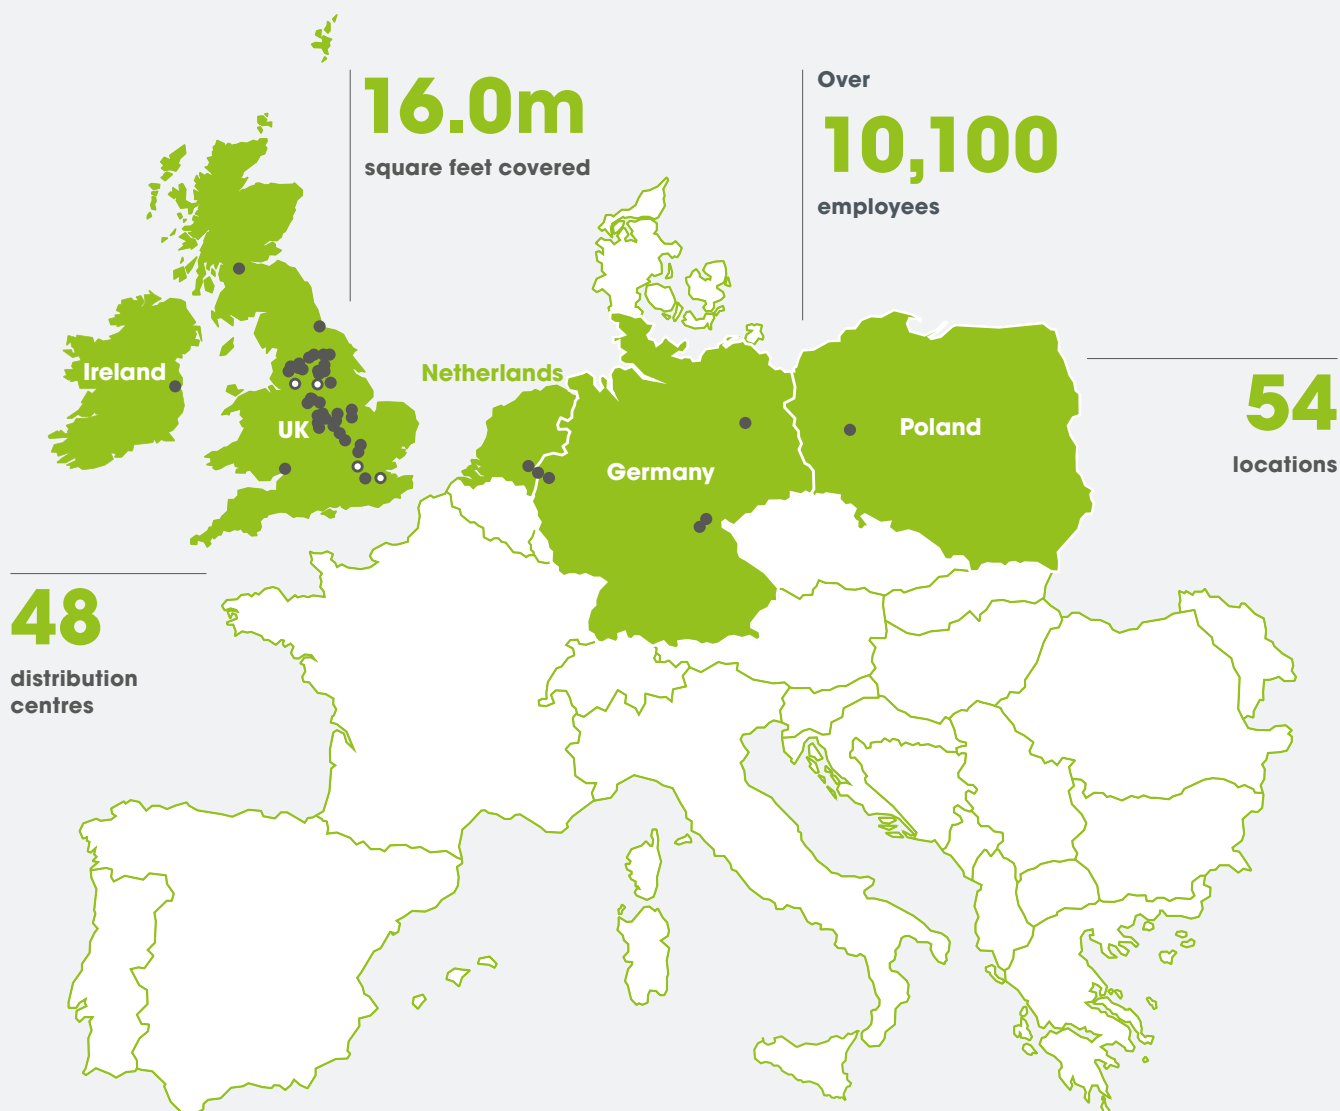 16.0m
square feet covered
Over
10,100
employees
Ireland
UK
Netherlands
Germany
Poland
54
locations
48
distribution
centres